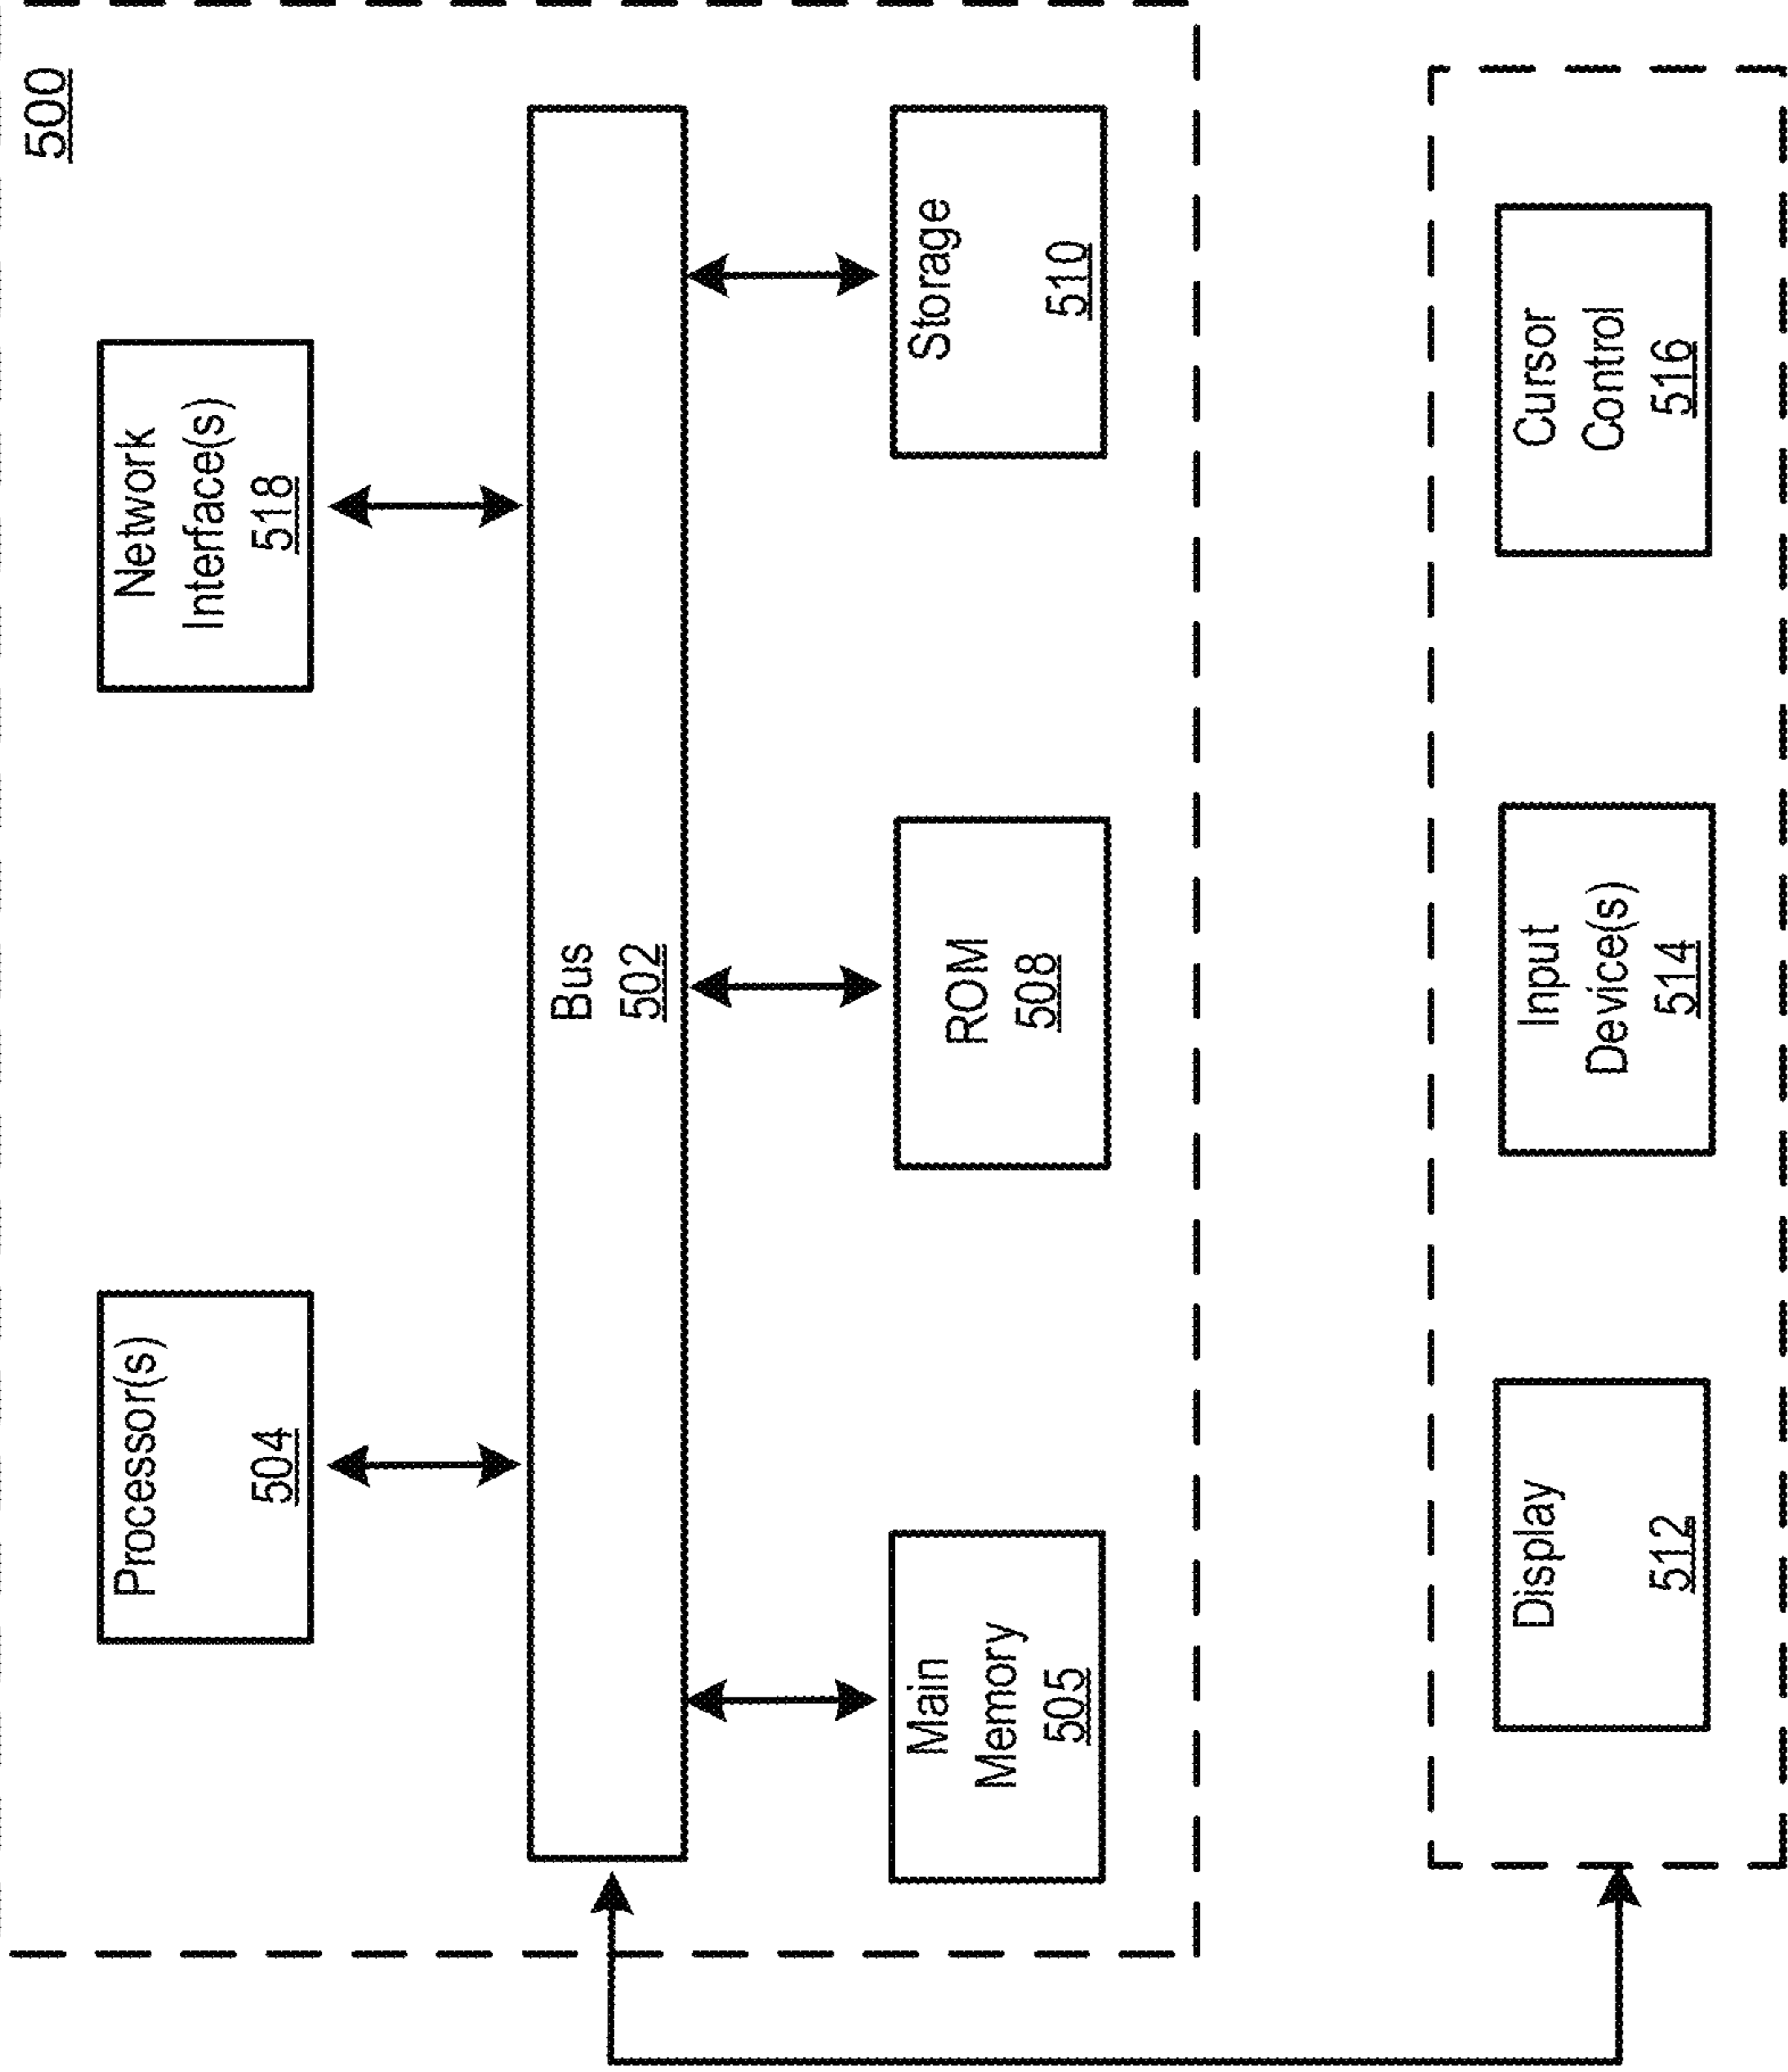 500
Processor(s)
504
Network
Interface(s)
518
Bus
502
Main
Memory
505
ROM
508
Storage
510
Display
512
Input
Device(s)
514
Cursor
Control
516